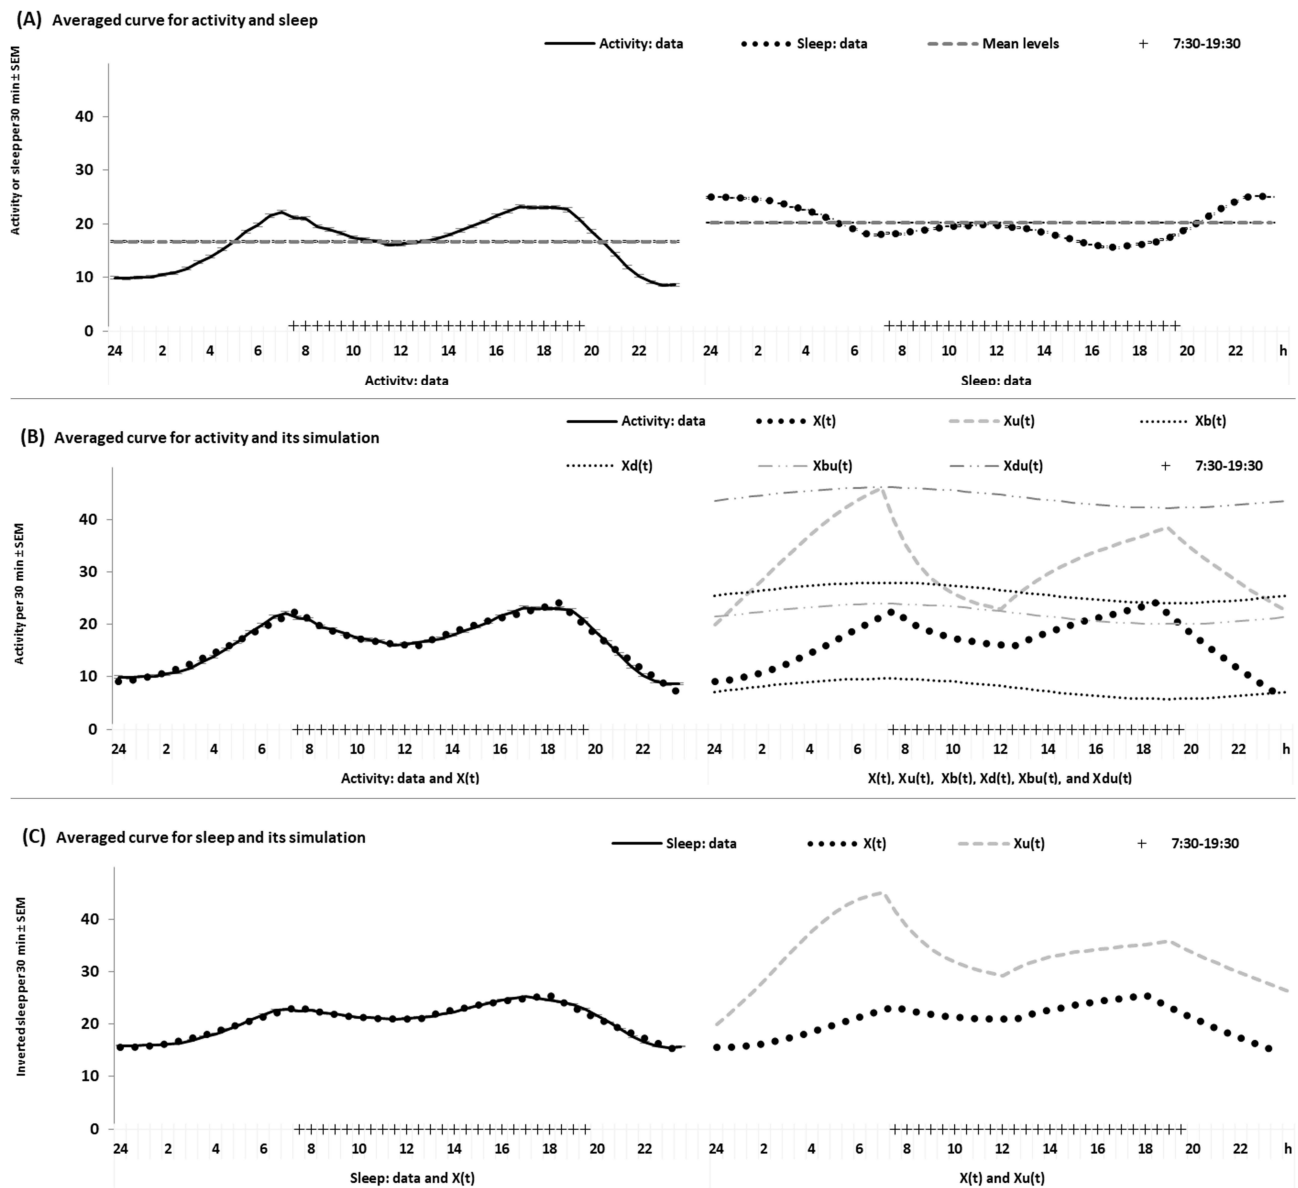 (A) Averaged curve for activity and sleep
Activity: data Sleep: data Mean levels + 7:30-19:30
Activity or sleep per 30 min ± SEM
40
30
20
10
0
24 2 4 6 8 10 12 14 16 18 20 22 24 2 4 6 8 10 12 14 16 18 20 22 h
Activity: data Sleep: data
(B) Averaged curve for activity and its simulation
Activity: data X(t) Xu(t) Xb(t)
Xd(t) Xbu(t) Xdu(t) + 7:30-19:30
Activity per 30 min ± SEM
40
30
20
10
0
24 2 4 6 8 10 12 14 16 18 20 22 24 2 4 6 8 10 12 14 16 18 20 22 h
Activity: data and X(t) X(t), Xu(t), Xb(t), Xd(t), Xbu(t), and Xdu(t)
(C) Averaged curve for sleep and its simulation
Sleep: data X(t) Xu(t) + 7:30-19:30
Inverted sleep per 30 min ± SEM
40
30
20
10
0
24 2 4 6 8 10 12 14 16 18 20 22 24 2 4 6 8 10 12 14 16 18 20 22 h
Sleep: data and X(t) X(t) and Xu(t)